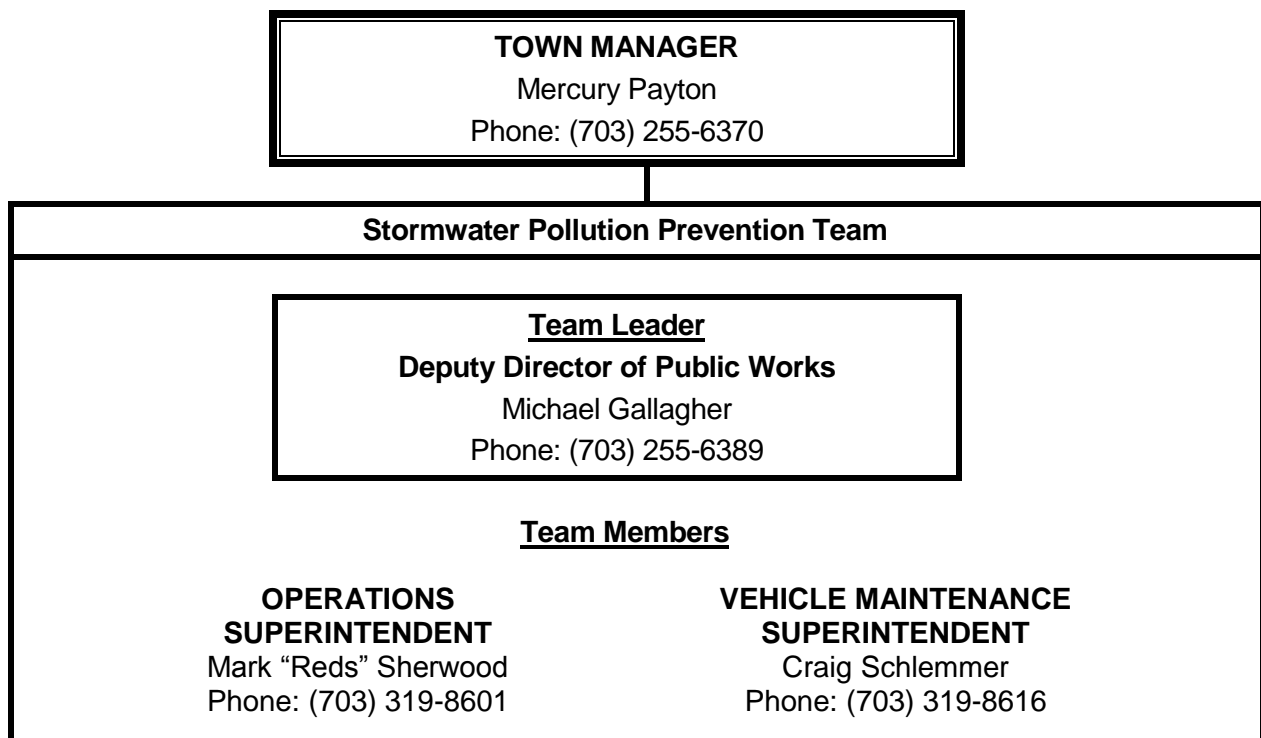 TOWN MANAGER
Mercury Payton
Phone: (703) 255-6370
Stormwater Pollution Prevention Team
Team Leader
Deputy Director of Public Works
Michael Gallagher
Phone: (703) 255-6389
Team Members
OPERATIONS
SUPERINTENDENT
Mark “Reds” Sherwood
Phone: (703) 319-8601
VEHICLE MAINTENANCE
SUPERINTENDENT
Craig Schlemmer
Phone: (703) 319-8616